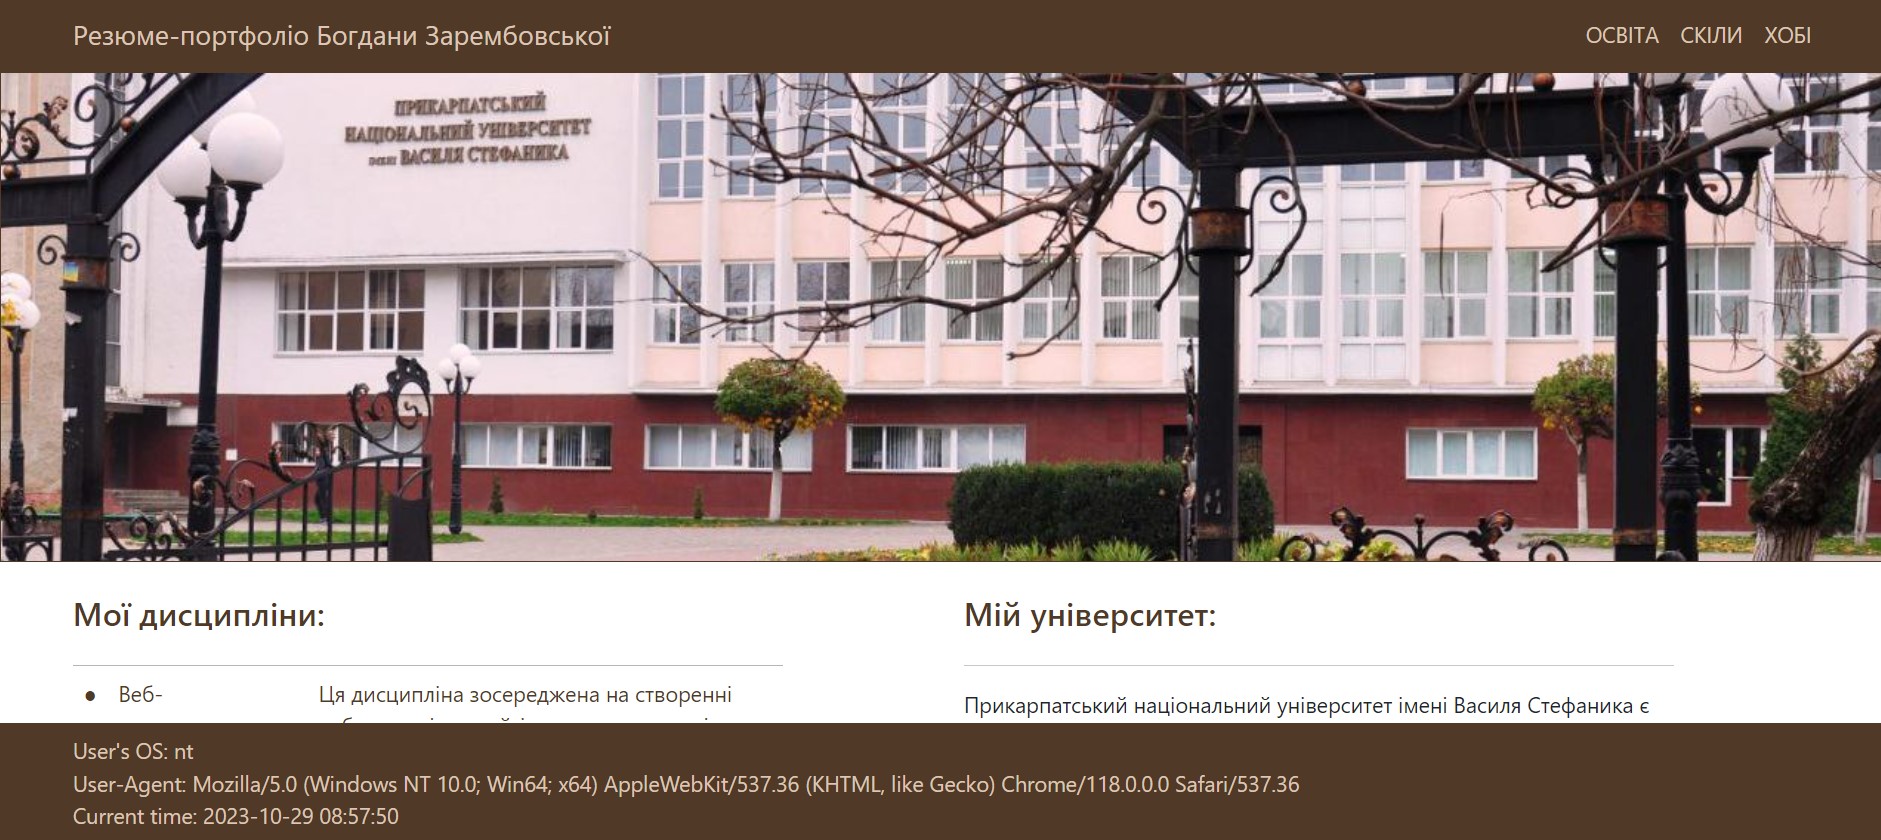 Резюме-портфоліо Богдани Зарембовської
ОСВІТА СКІЛИ ХОБІ
ПРИКАРПАТСЬКИЙ
НАЦІОНАЛЬНИЙ УНІВЕРСИТЕТ
ІМЕНІ ВАСИЛЯ СТЕФАНИКА
Мої дисципліни:
● Веб-
Ця дисципліна зосереджена на створенні
Мій університет:
Прикарпатський національний університет імені Василя Стефаника є
User's OS: nt
User-Agent: Mozilla/5.0 (Windows NT 10.0; Win64; x64) AppleWebKit/537.36 (KHTML, like Gecko) Chrome/118.0.0.0 Safari/537.36
Current time: 2023-10-29 08:57:50